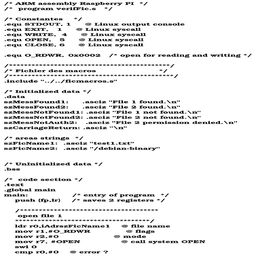 /* ARM assembly Raspberry PI  */
/*  program verifFic.s   */

/* Constantes    */
.equ STDOUT, 1     @ Linux output console
.equ EXIT,   1     @ Linux syscall
.equ WRITE,  4     @ Linux syscall
.equ OPEN,   5     @ Linux syscall
.equ CLOSE,  6     @ Linux syscall

.equ O_RDWR,  0x0002   /* open for reading and writing */

/*******************************************/
/* Fichier des macros                       */
/********************************************/
.include "../../ficmacros.s"

/* Initialized data */
.data
szMessFound1:    .asciz "File 1 found.\n"
szMessFound2:    .asciz "File 2 found.\n"
szMessNotFound1: .asciz "File 1 not found.\n"
szMessNotFound2: .asciz "File 2 not found.\n"
szMessNotAuth2:  .asciz "File 2 permission denied.\n"
szCarriageReturn: .asciz "\n"

/* areas strings  */
szFicName1:  .asciz "test1.txt"
szFicName2:  .asciz "/debian-binary"

/* UnInitialized data */
.bss

/*  code section */
.text
.global main
main:            /* entry of program  */
push {fp,lr}    /* saves 2 registers */

/*************************************
open file 1
************************************/
ldr r0,iAdrszFicName1   @ file name
mov r1,#O_RDWR          @ flags
mov r2,#0               @ mode
mov r7, #OPEN           @ call system OPEN
swi 0
cmp r0,#0    @ error ?